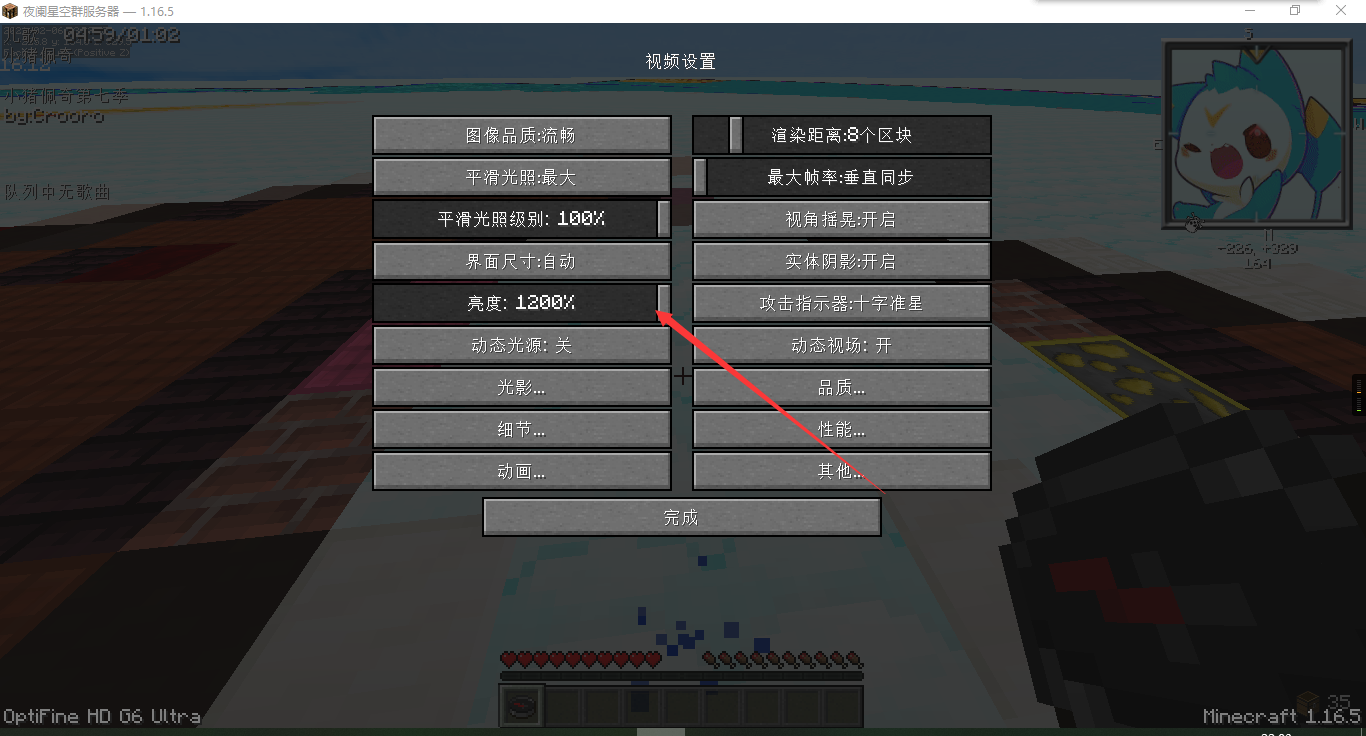 夜阑星空群服务器 — 1.16.5
04:59/01:02
小猪佩奇
(Positive Z)
16.12
小猪佩奇第七季
by:Crooro
队列中无歌曲
视频设置
图像品质:流畅
渲染距离:8个区块
平滑光照:最大
最大帧率:垂直同步
平滑光照级别: 100%
视角摇晃:开启
界面尺寸:自动
实体阴影:开启
亮度: 1200%
攻击指示器:十字准星
动态光源: 关
动态视场: 开
光影...
品质...
细节...
性能...
动画...
其他...
完成
-226, +329
164
35
OptiFine HD G6 Ultra
Minecraft 1.16.5